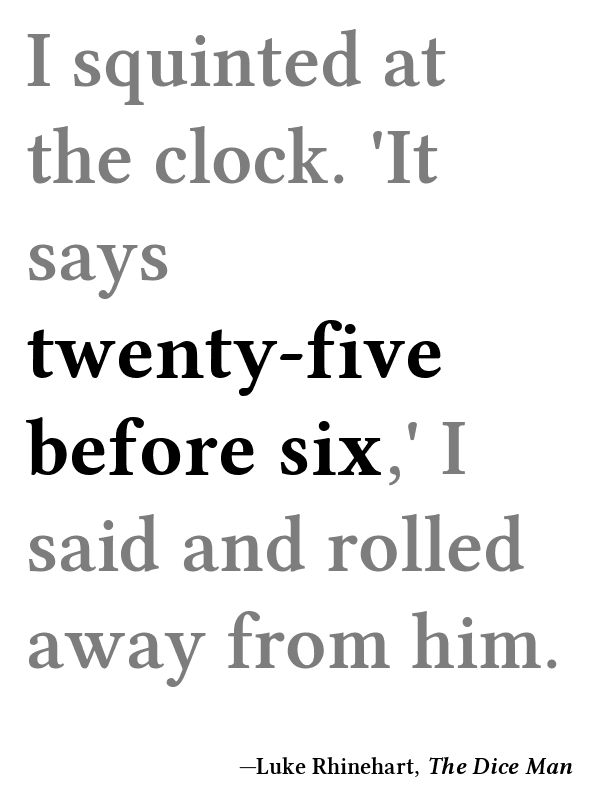 I squinted at
the clock. 'It
says
twenty-five
before six,' I
said and rolled
away from him.
—Luke Rhinehart, The Dice Man